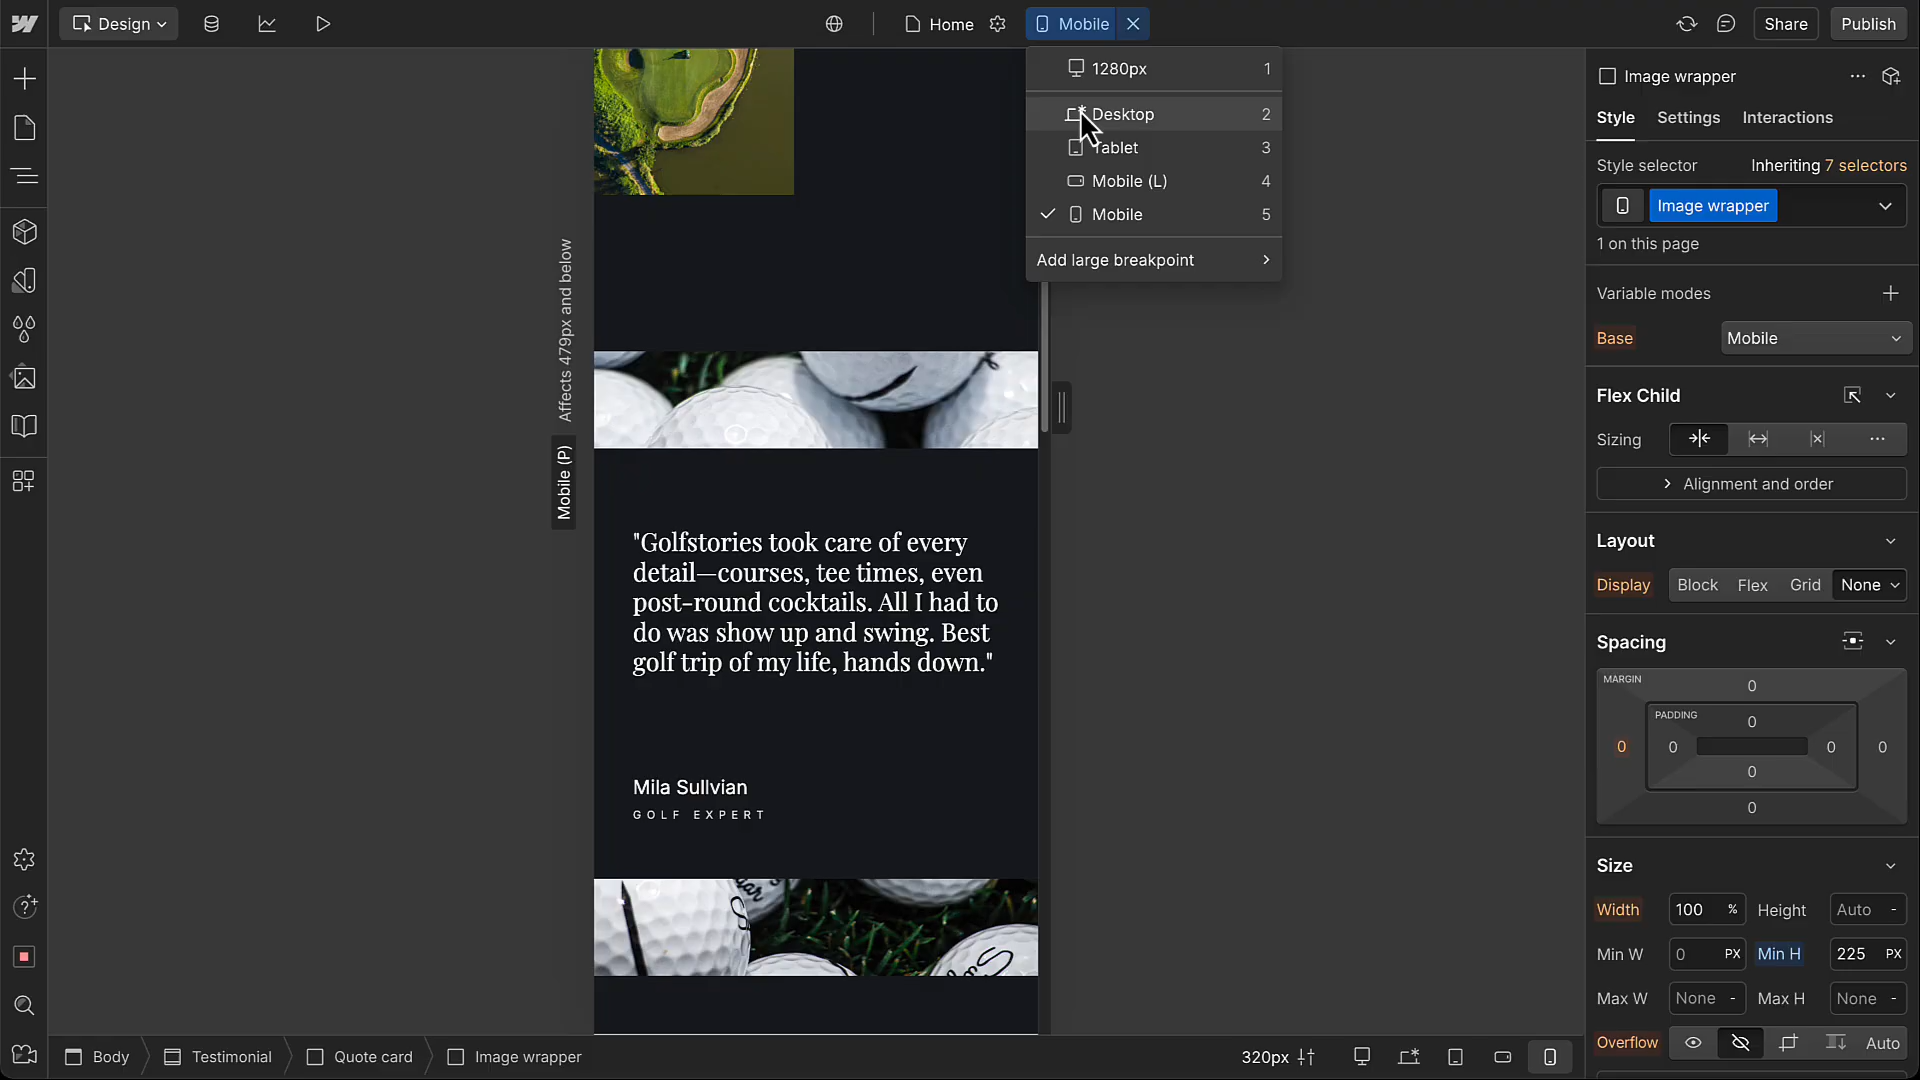 Design
Home
Mobile
Share
Publish
1280px 1
Desktop 2
Tablet 3
Mobile (L) 4
Mobile 5
Add large breakpoint
Affects 479px and below
Mobile (P)
"Golfstories took care of every
detail—courses, tee times, even
post-round cocktails. All I had to
do was show up and swing. Best
golf trip of my life, hands down."
Mila Sullvian
GOLF EXPERT
Image wrapper
Style Settings Interactions
Style selector Inheriting 7 selectors
Image wrapper
1 on this page
Variable modes
Base Mobile
Flex Child
Sizing
Alignment and order
Layout
Display Block Flex Grid None
Spacing
MARGIN
0
PADDING
0
0 0 0 0
0
0
Size
Width 100 % Height Auto -
Min W 0 PX Min H 225 PX
Max W None - Max H None -
Overflow Auto
Body Testimonial Quote card Image wrapper
320px